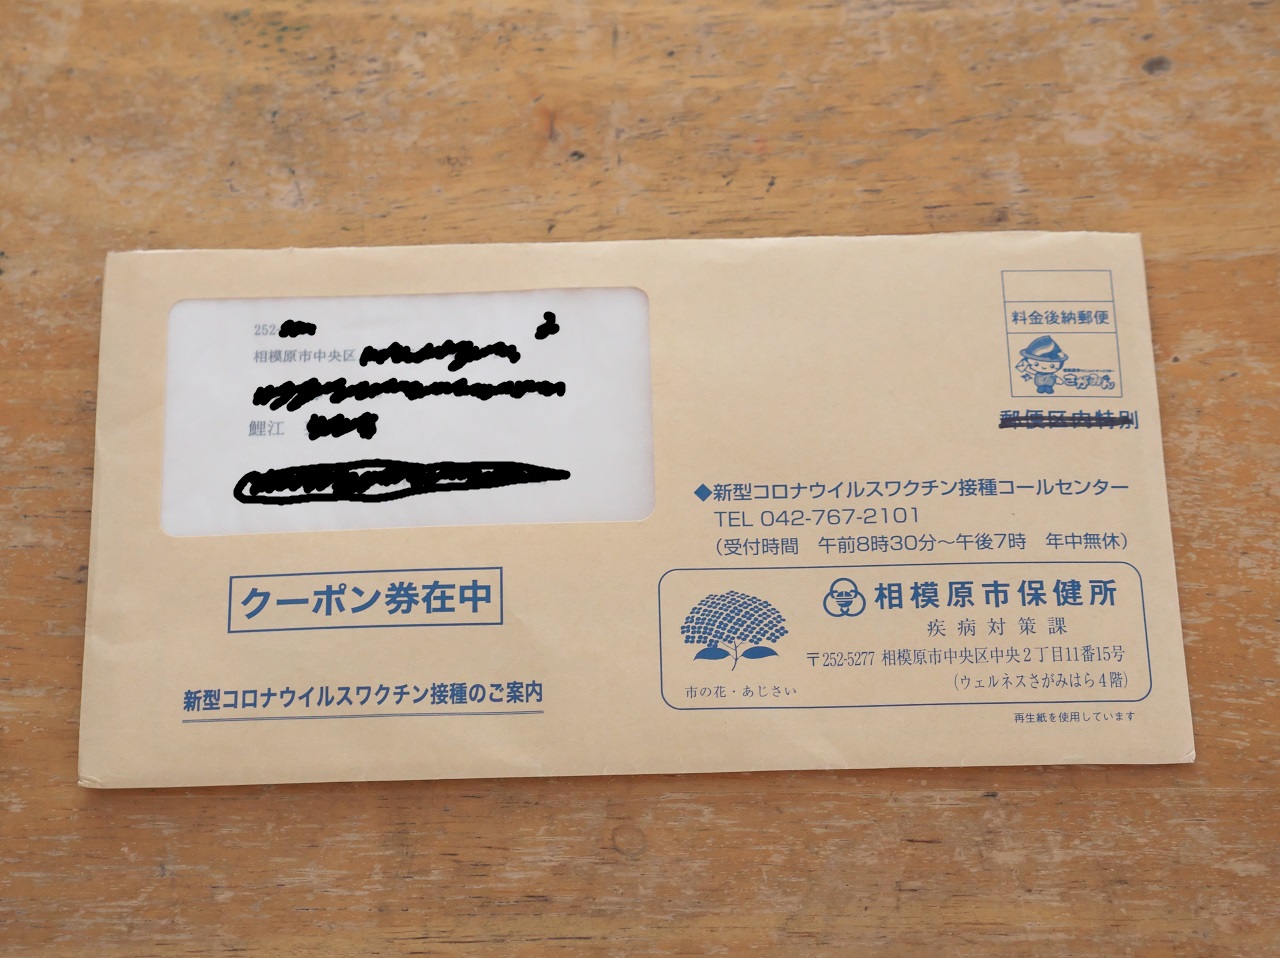 252-
相模原市中央区
鯉江
料金後納郵便
さがみん
郵便区内特別
◆新型コロナウイルスワクチン接種コールセンター
TEL 042-767-2101
（受付時間　午前8時30分～午後7時　年中無休）
クーポン券在中
新型コロナウイルスワクチン接種のご案内
相模原市保健所
疾病対策課
〒252-5277 相模原市中央区中央２丁目11番15号
（ウェルネスさがみはら４階）
市の花・あじさい
再生紙を使用しています